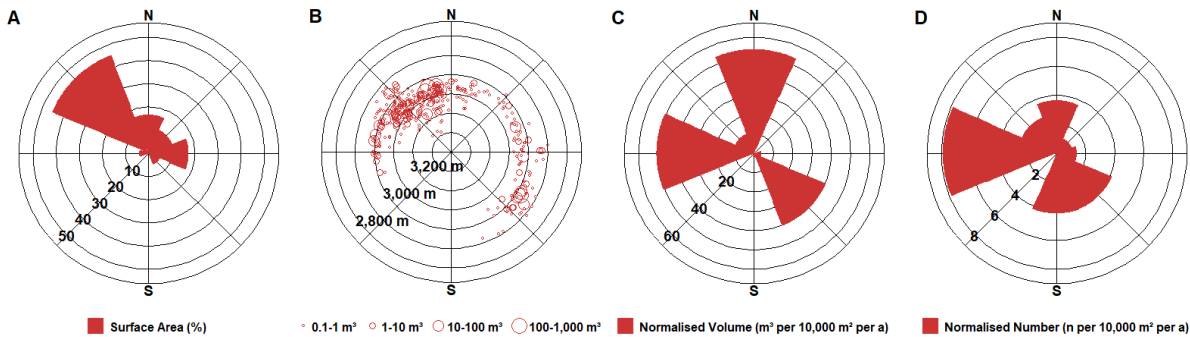 A
N
10
20
30
40
50
S
Surface Area (%)
B
N
3,200 m
3,000 m
2,800 m
S
0.1-1 m³ 1-10 m³ 10-100 m³ 100-1,000 m³
C
N
20
40
60
S
Normalised Volume (m³ per 10,000 m² per a)
D
N
2
4
6
8
S
Normalised Number (n per 10,000 m² per a)